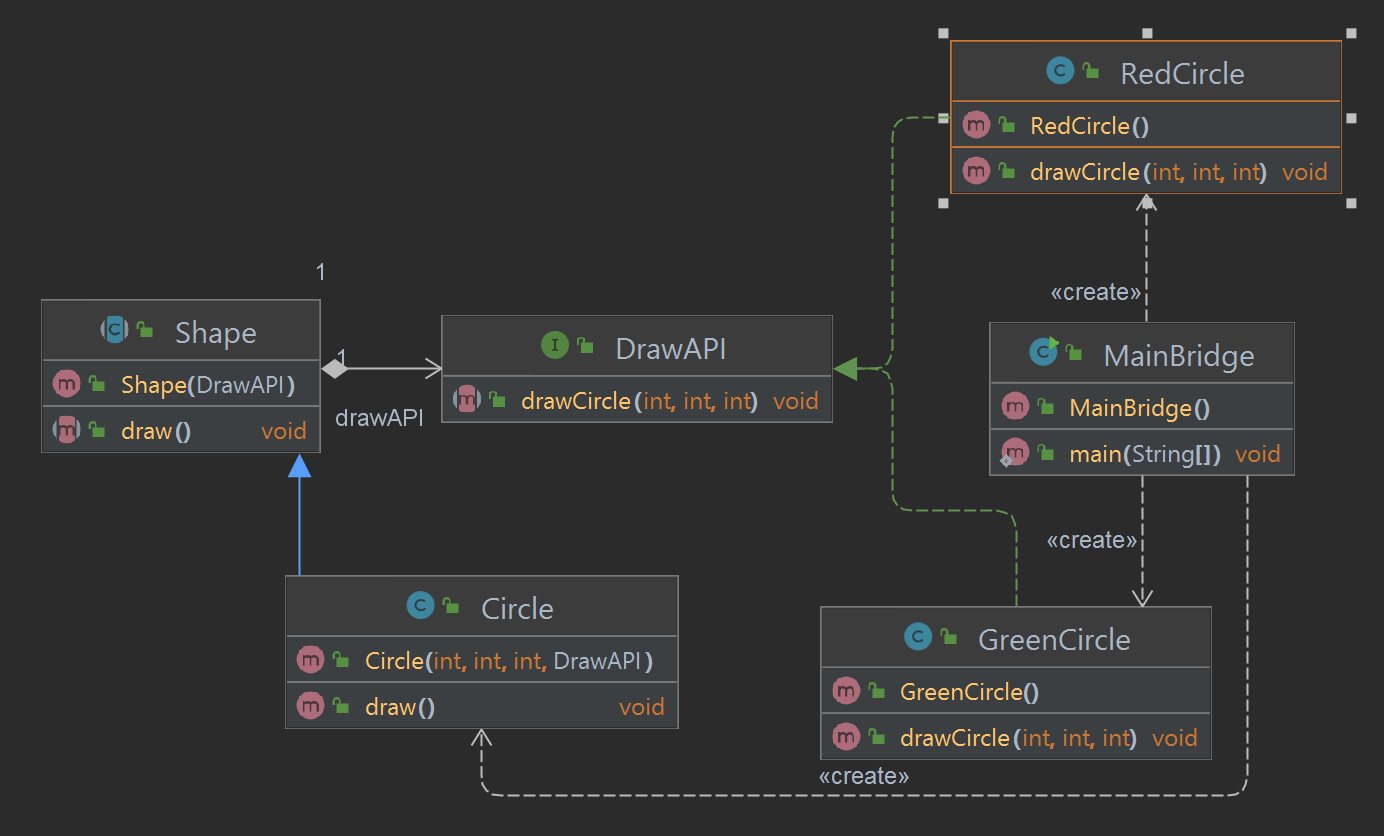 RedCircle
RedCircle()
drawCircle(int, int, int) void
«create»
1
Shape
Shape(DrawAPI)
draw() void
1
drawAPI
DrawAPI
drawCircle(int, int, int) void
MainBridge
MainBridge()
main(String[]) void
«create»
Circle
Circle(int, int, int, DrawAPI)
draw() void
GreenCircle
GreenCircle()
drawCircle(int, int, int) void
«create»